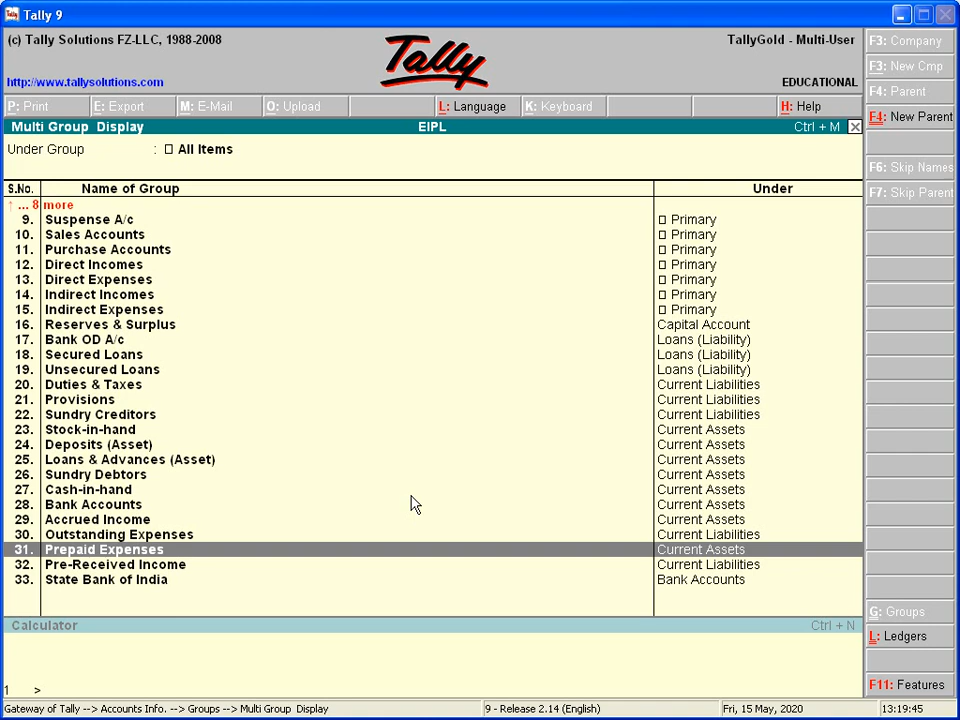 Tally 9
(c) Tally Solutions FZ-LLC, 1988-2008
Tally
TallyGold - Multi-User
http://www.tallysolutions.com
EDUCATIONAL
P: Print E: Export M: E-Mail O: Upload L: Language K: Keyboard H: Help
Multi Group Display EIPL Ctrl + M
Under Group : All Items
S.No. Name of Group Under
↑ ... 8 more
9. Suspense A/c Primary
10. Sales Accounts Primary
11. Purchase Accounts Primary
12. Direct Incomes Primary
13. Direct Expenses Primary
14. Indirect Incomes Primary
15. Indirect Expenses Primary
16. Reserves & Surplus Capital Account
17. Bank OD A/c Loans (Liability)
18. Secured Loans Loans (Liability)
19. Unsecured Loans Loans (Liability)
20. Duties & Taxes Current Liabilities
21. Provisions Current Liabilities
22. Sundry Creditors Current Liabilities
23. Stock-in-hand Current Assets
24. Deposits (Asset) Current Assets
25. Loans & Advances (Asset) Current Assets
26. Sundry Debtors Current Assets
27. Cash-in-hand Current Assets
28. Bank Accounts Current Assets
29. Accrued Income Current Assets
30. Outstanding Expenses Current Liabilities
31. Prepaid Expenses Current Assets
32. Pre-Received Income Current Liabilities
33. State Bank of India Bank Accounts
Calculator Ctrl + N
1 >
F3: Company
F3: New Cmp
F4: Parent
F4: New Parent
F6: Skip Names
F7: Skip Parent
G: Groups
L: Ledgers
F11: Features
Gateway of Tally --> Accounts Info. --> Groups --> Multi Group Display 9 - Release 2.14 (English) Fri, 15 May, 2020 13:19:45